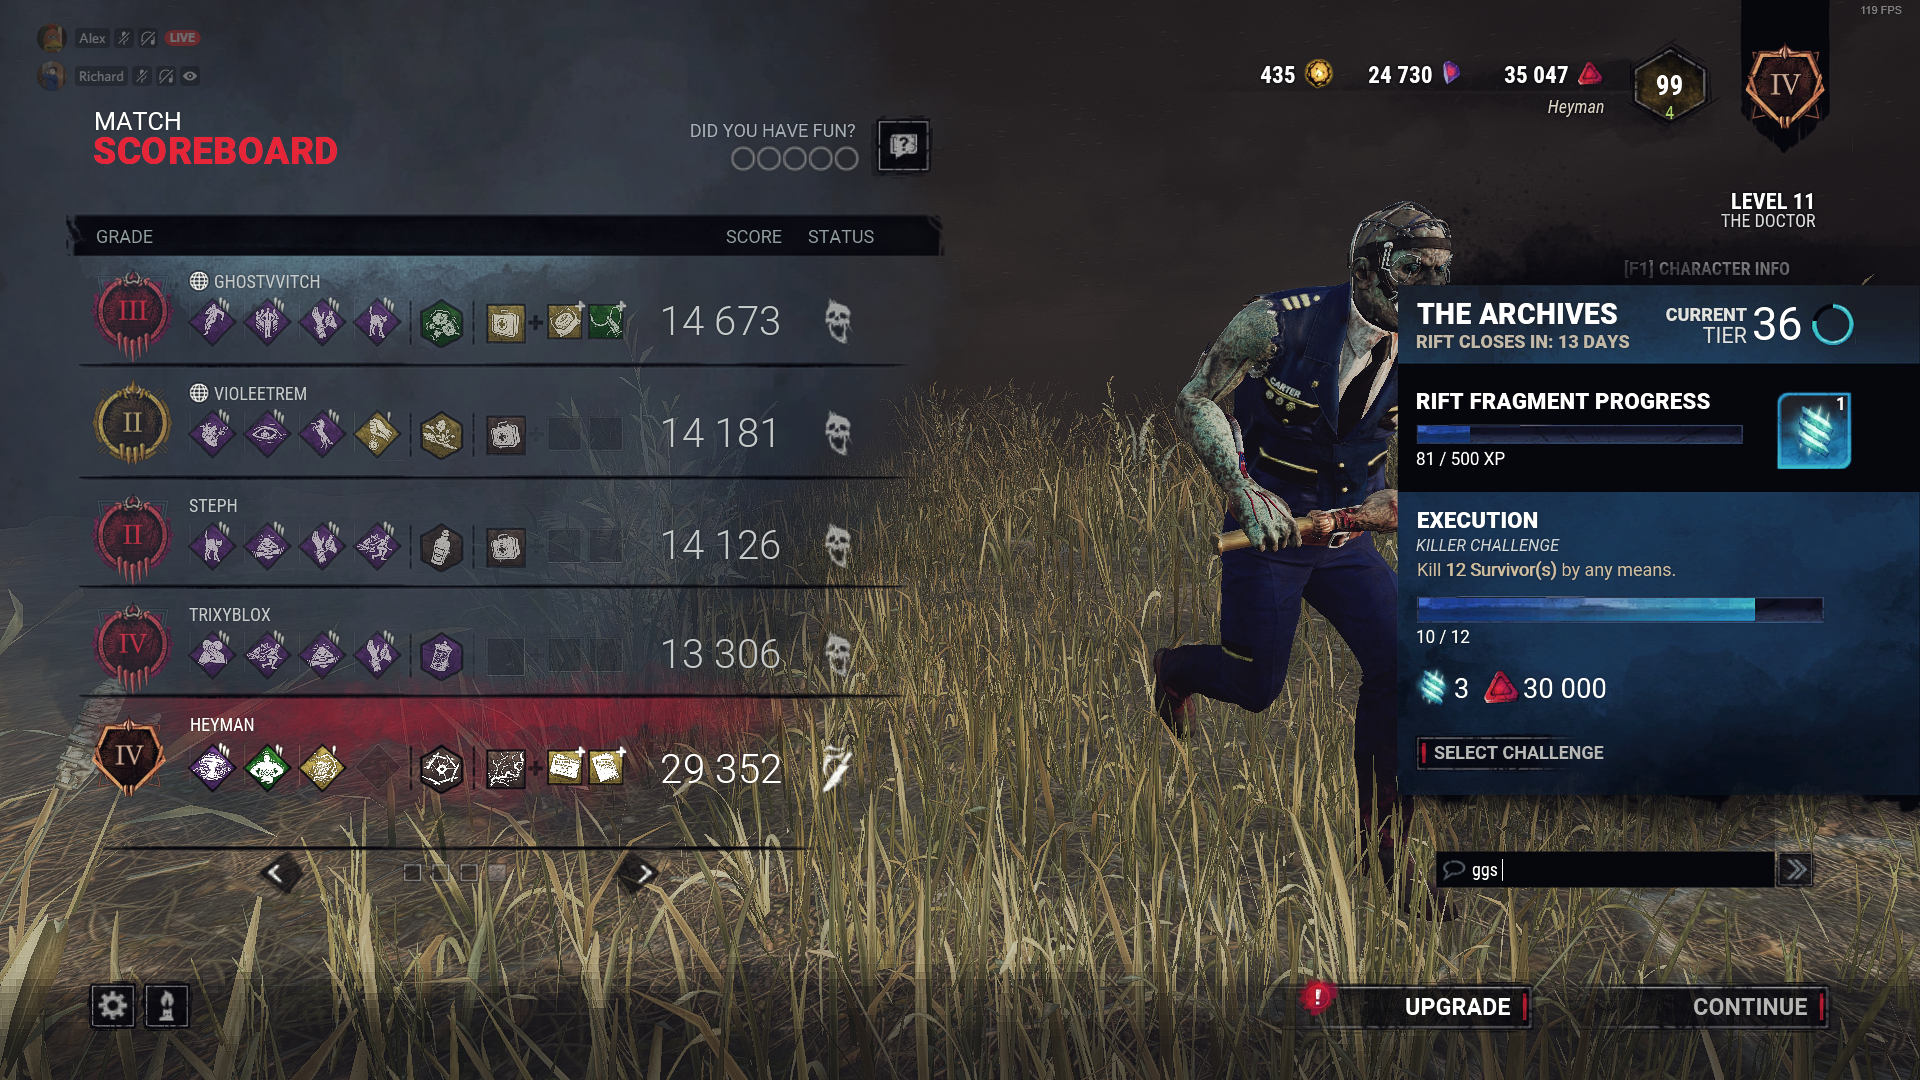 119 FPS
Alex LIVE
Richard
435 24 730 35 047 99 IV
Heyman 4
MATCH
SCOREBOARD
DID YOU HAVE FUN?
LEVEL 11
THE DOCTOR
[F1] CHARACTER INFO
GRADE SCORE STATUS
III GHOSTVVITCH 14 673
II VIOLEETREM 14 181
II STEPH 14 126
IV TRIXYBLOX 13 306
IV HEYMAN 29 352
CARTER
THE ARCHIVES
RIFT CLOSES IN: 13 DAYS
CURRENT
TIER 36
RIFT FRAGMENT PROGRESS
1
81 / 500 XP
EXECUTION
KILLER CHALLENGE
Kill 12 Survivor(s) by any means.
10 / 12
3 30 000
SELECT CHALLENGE
ggs
! UPGRADE
CONTINUE